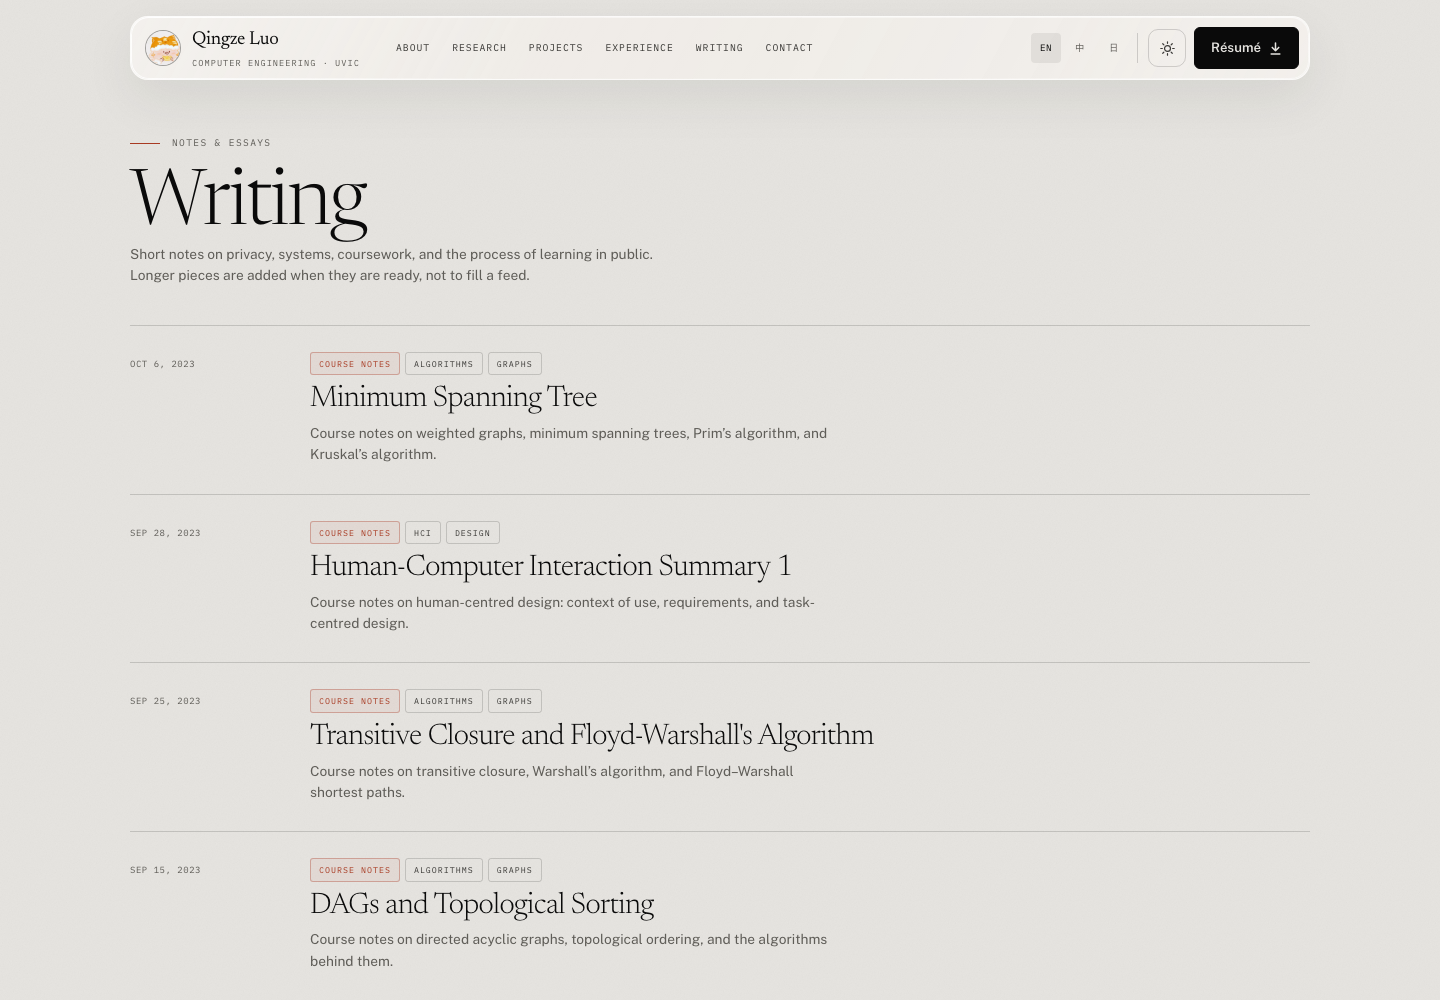 Qingze Luo
COMPUTER ENGINEERING · UVIC
ABOUT RESEARCH PROJECTS EXPERIENCE WRITING CONTACT
EN 中 日
Résumé
NOTES & ESSAYS
Writing
Short notes on privacy, systems, coursework, and the process of learning in public.
Longer pieces are added when they are ready, not to fill a feed.
OCT 6, 2023
COURSE NOTES ALGORITHMS GRAPHS
Minimum Spanning Tree
Course notes on weighted graphs, minimum spanning trees, Prim’s algorithm, and
Kruskal’s algorithm.
SEP 28, 2023
COURSE NOTES HCI DESIGN
Human-Computer Interaction Summary 1
Course notes on human-centred design: context of use, requirements, and task-
centred design.
SEP 25, 2023
COURSE NOTES ALGORITHMS GRAPHS
Transitive Closure and Floyd-Warshall's Algorithm
Course notes on transitive closure, Warshall’s algorithm, and Floyd–Warshall
shortest paths.
SEP 15, 2023
COURSE NOTES ALGORITHMS GRAPHS
DAGs and Topological Sorting
Course notes on directed acyclic graphs, topological ordering, and the algorithms
behind them.